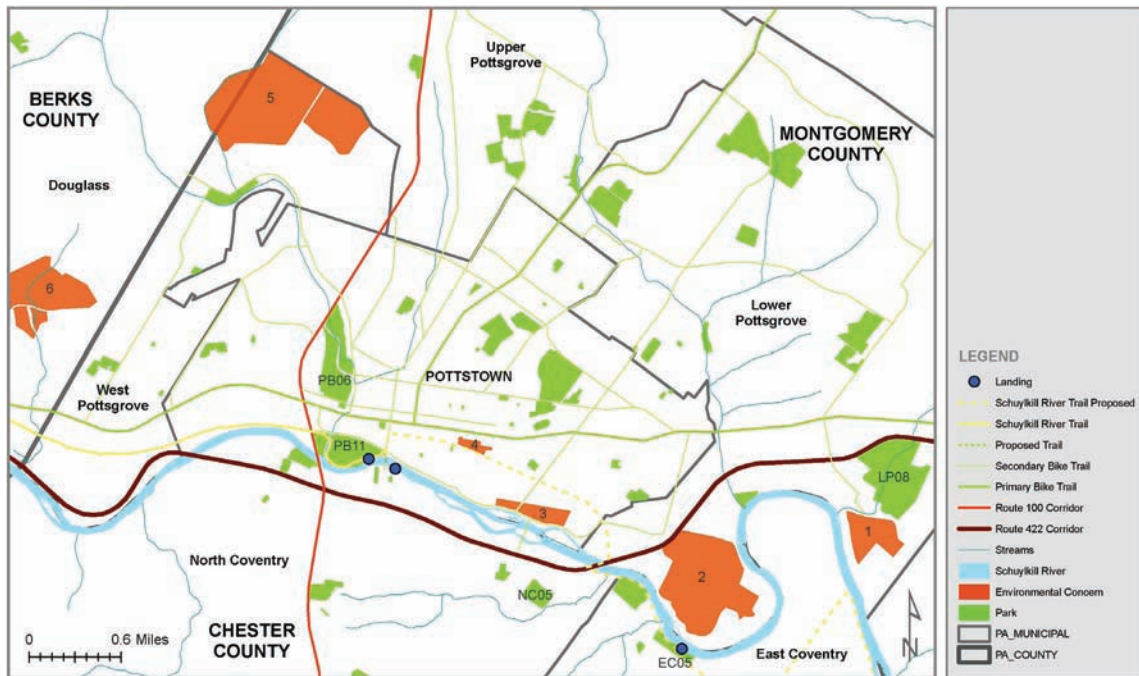 Upper
Pottsgrove
BERKS
COUNTY
5
MONTGOMERY
COUNTY
Douglass
6
Lower
Pottsgrove
PB06
POTTSTOWN
West
Pottsgrove
PB11
4
LP08
3
1
North Coventry
2
NC05
0
0.6 Miles
CHESTER
COUNTY
EC05
East Coventry
N
LEGEND
Landing
Schuylkill River Trail Proposed
Schuylkill River Trail
Proposed Trail
Secondary Bike Trail
Primary Bike Trail
Route 100 Corridor
Route 422 Corridor
Streams
Schuylkill River
Environmental Concern
Park
PA_MUNICIPAL
PA_COUNTY